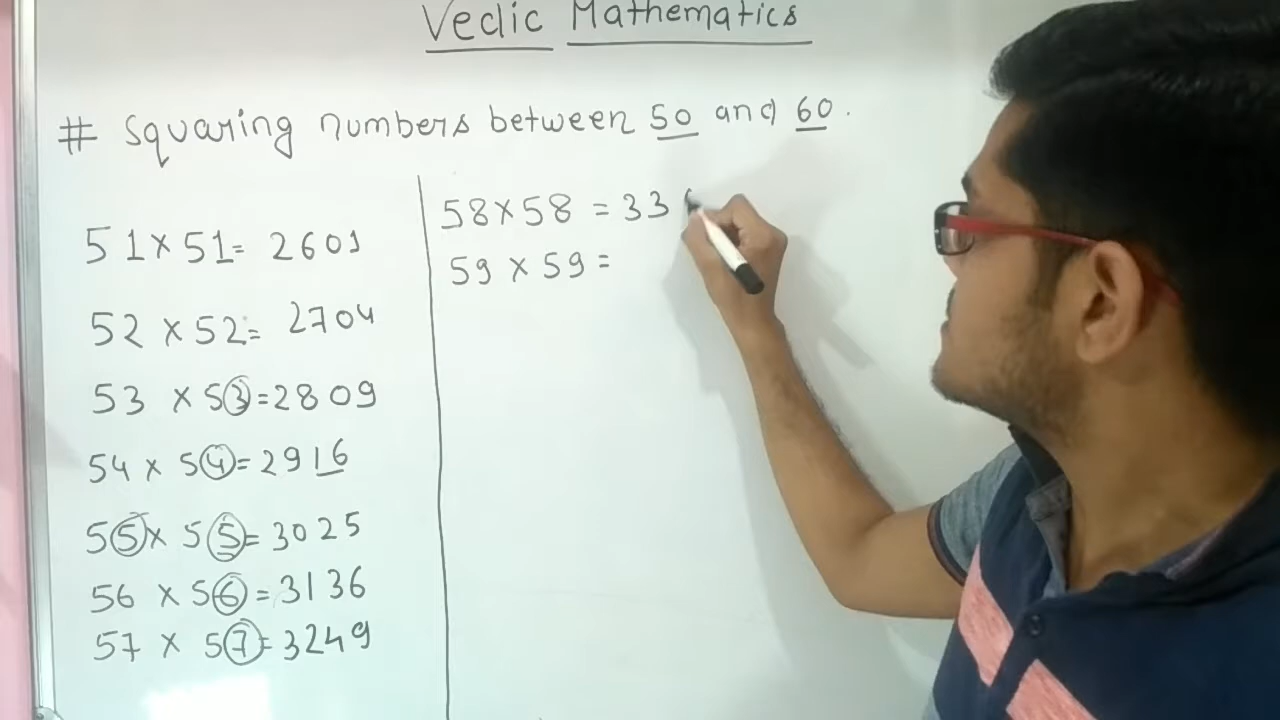 Vedic Mathematics
# Squaring numbers between 50 and 60.
51 × 51 = 2601
52 × 52 = 2704
53 × 53 = 2809
54 × 54 = 2916
55 × 55 = 3025
56 × 56 = 3136
57 × 57 = 3249
58 × 58 = 33
59 × 59 =